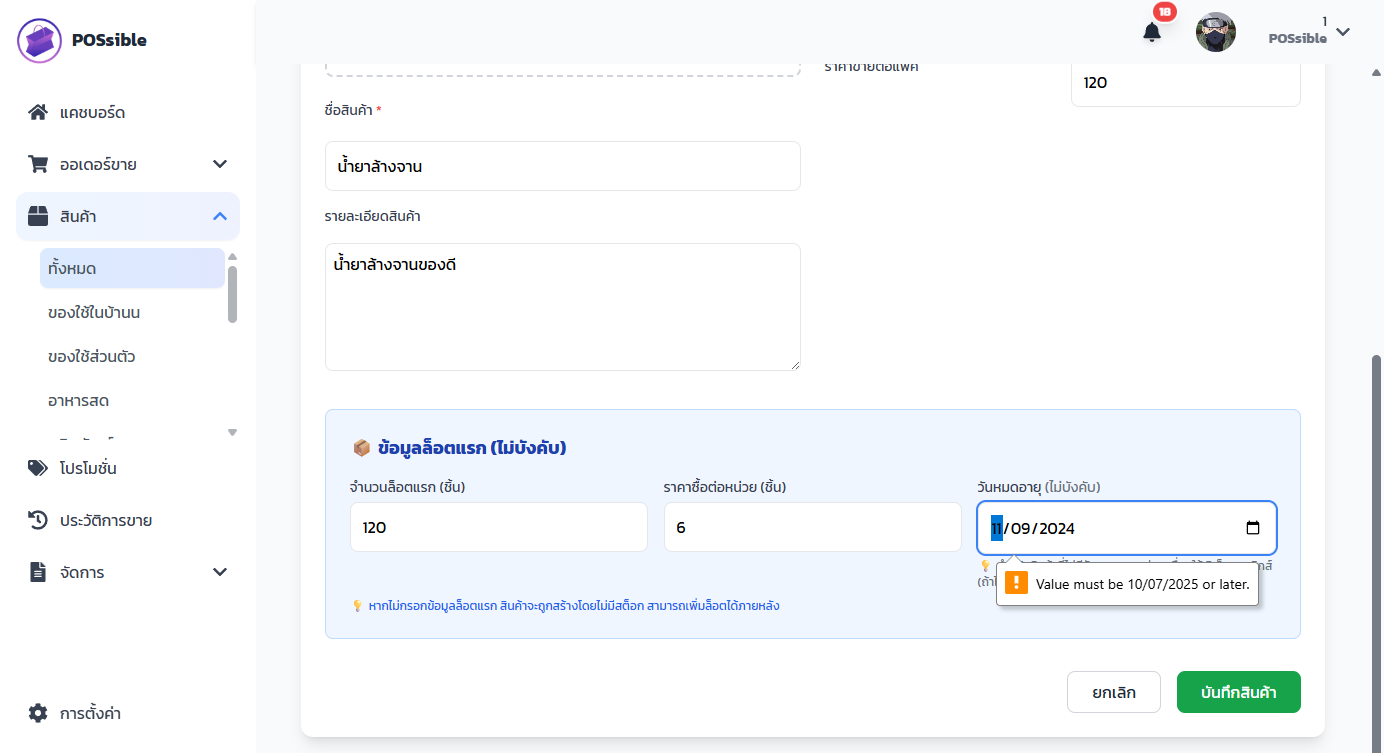 POSsible
แคชบอร์ด
ออเดอร์ขาย
สินค้า
ทั้งหมด
ของใช้ในบ้านน
ของใช้ส่วนตัว
อาหารสด
โปรโมชั่น
ประวัติการขาย
จัดการ
การตั้งค่า
18
1
POSsible
ราคาขายต่อแพ็ค
120
ชื่อสินค้า *
น้ำยาล้างจาน
รายละเอียดสินค้า
น้ำยาล้างจานของดี
ข้อมูลล็อตแรก (ไม่บังคับ)
จำนวนล็อตแรก (ชิ้น)
ราคาซื้อต่อหน่วย (ชิ้น)
วันหมดอายุ (ไม่บังคับ)
120
6
11/09/2024
Value must be 10/07/2025 or later.
หากไม่กรอกข้อมูลล็อตแรก สินค้าจะถูกสร้างโดยไม่มีสต็อก สามารถเพิ่มล็อตได้ภายหลัง
ยกเลิก
บันทึกสินค้า